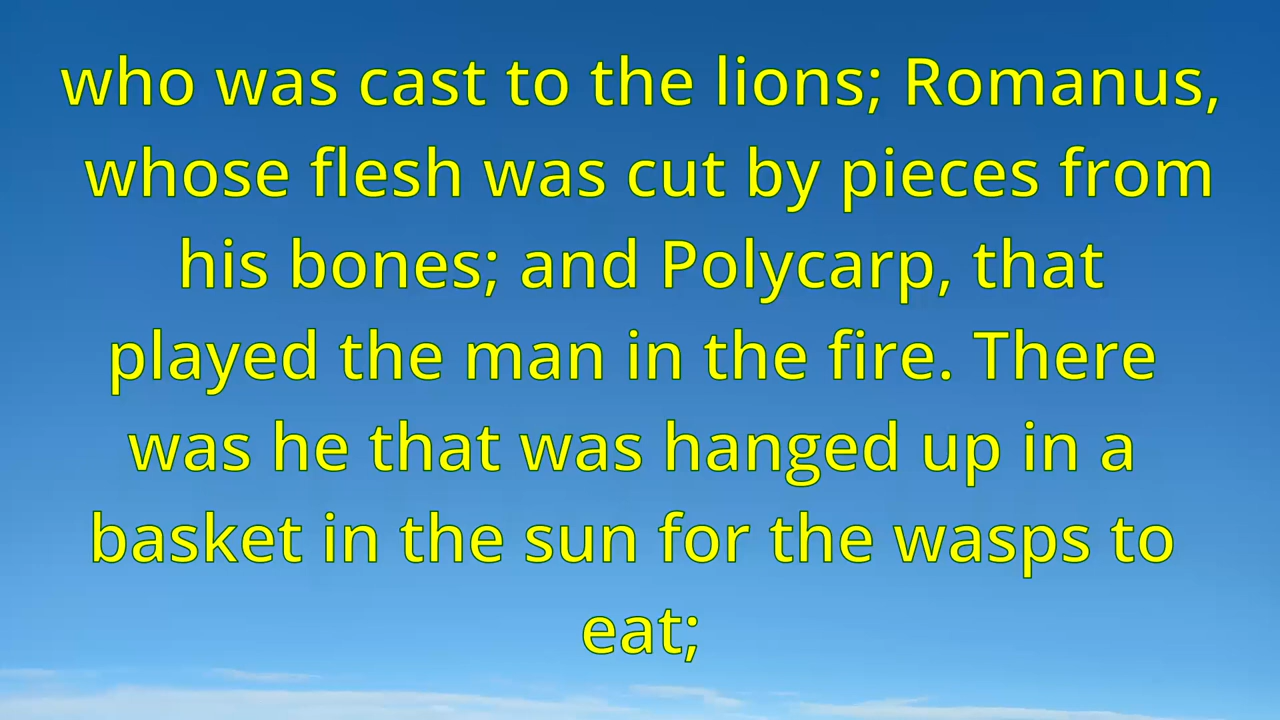 who was cast to the lions; Romanus,
whose flesh was cut by pieces from
his bones; and Polycarp, that
played the man in the fire. There
was he that was hanged up in a
basket in the sun for the wasps to
eat;